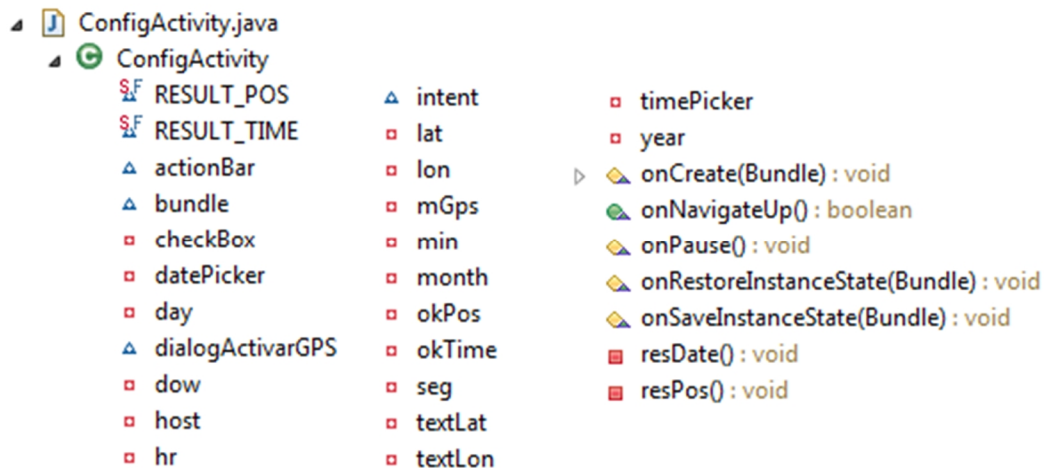 ConfigActivity.java
ConfigActivity
RESULT_POS
RESULT_TIME
actionBar
bundle
checkBox
datePicker
day
dialogActivarGPS
dow
host
hr
intent
lat
lon
mGps
min
month
okPos
okTime
seg
textLat
textLon
timePicker
year
onCreate(Bundle) : void
onNavigateUp() : boolean
onPause() : void
onRestoreInstanceState(Bundle) : void
onSaveInstanceState(Bundle) : void
resDate() : void
resPos() : void